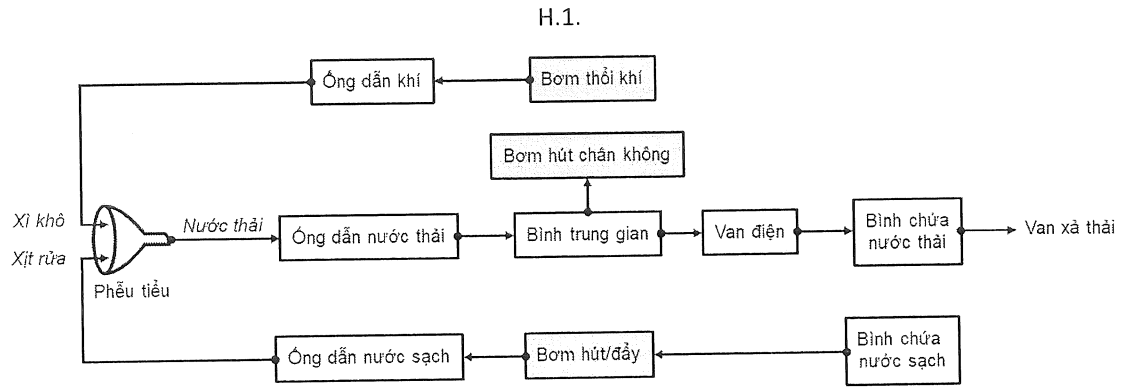 H.1.
Ống dẫn khí
Bơm thổi khí
Bơm hút chân không
Xì khô
Nước thải
Ống dẫn nước thải
Bình trung gian
Van điện
Bình chứa
nước thải
Van xả thải
Xịt rửa
Phễu tiểu
Ống dẫn nước sạch
Bơm hút/đẩy
Bình chứa
nước sạch